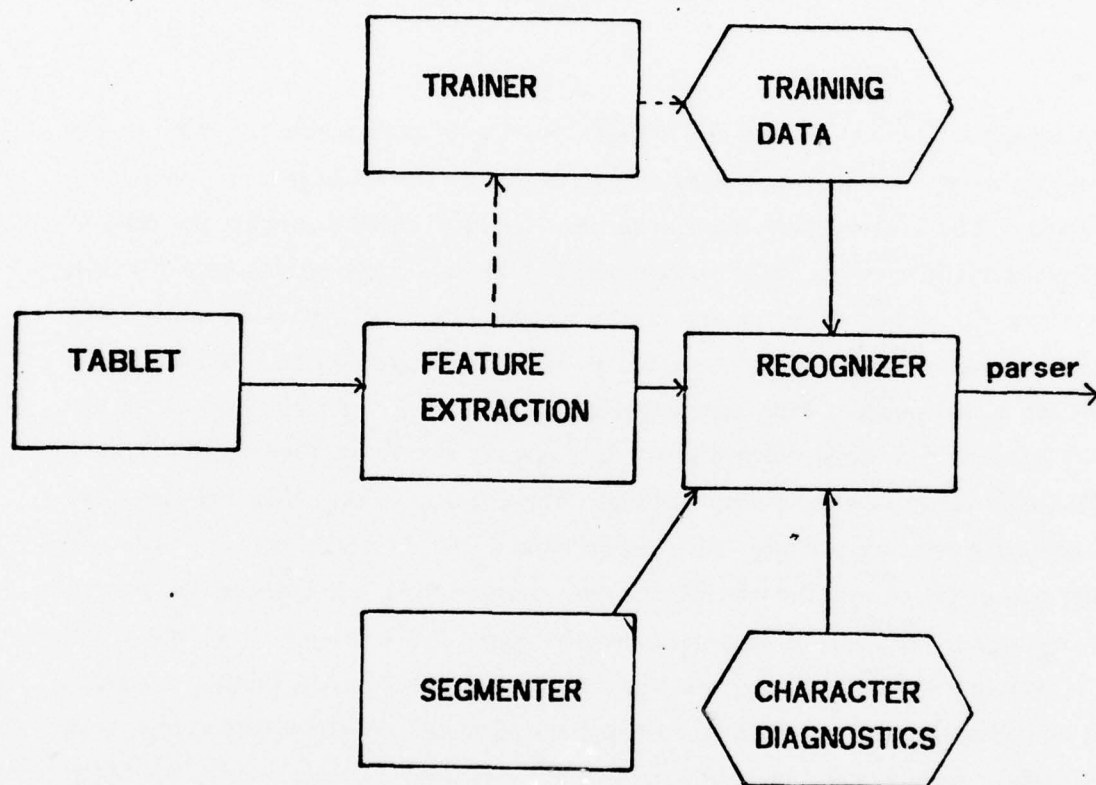 TRAINER
TRAINING
DATA
TABLET
FEATURE
EXTRACTION
RECOGNIZER
parser
SEGMENTER
CHARACTER
DIAGNOSTICS